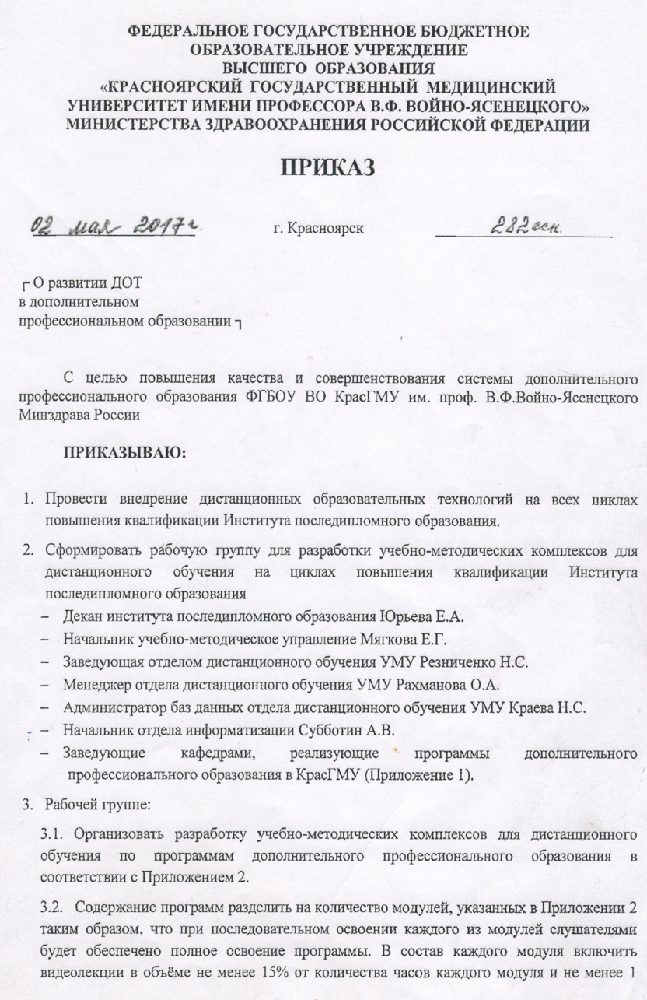 ФЕДЕРАЛЬНОЕ ГОСУДАРСТВЕННОЕ БЮДЖЕТНОЕ
ОБРАЗОВАТЕЛЬНОЕ УЧРЕЖДЕНИЕ
ВЫСШЕГО ОБРАЗОВАНИЯ
«КРАСНОЯРСКИЙ ГОСУДАРСТВЕННЫЙ МЕДИЦИНСКИЙ
УНИВЕРСИТЕТ ИМЕНИ ПРОФЕССОРА В.Ф. ВОЙНО-ЯСЕНЕЦКОГО»
МИНИСТЕРСТВА ЗДРАВООХРАНЕНИЯ РОССИЙСКОЙ ФЕДЕРАЦИИ
ПРИКАЗ
02 мая 2017 г. г. Красноярск 282 осн.
О развитии ДОТ
в дополнительном
профессиональном образовании
С целью повышения качества и совершенствования системы дополнительного
профессионального образования ФГБОУ ВО КрасГМУ им. проф. В.Ф.Войно-Ясенецкого
Минздрава России
ПРИКАЗЫВАЮ:
1. Провести внедрение дистанционных образовательных технологий на всех циклах
повышения квалификации Института последипломного образования.
2. Сформировать рабочую группу для разработки учебно-методических комплексов для
дистанционного обучения на циклах повышения квалификации Института
последипломного образования
– Декан института последипломного образования Юрьева Е.А.
– Начальник учебно-методическое управление Мягкова Е.Г.
– Заведующая отделом дистанционного обучения УМУ Резниченко Н.С.
– Менеджер отдела дистанционного обучения УМУ Рахманова О.А.
– Администратор баз данных отдела дистанционного обучения УМУ Краева Н.С.
– Начальник отдела информатизации Субботин А.В.
– Заведующие кафедрами, реализующие программы дополнительного
профессионального образования в КрасГМУ (Приложение 1).
3. Рабочей группе:
3.1. Организовать разработку учебно-методических комплексов для дистанционного
обучения по программам дополнительного профессионального образования в
соответствии с Приложением 2.
3.2. Содержание программ разделить на количество модулей, указанных в Приложении 2
таким образом, что при последовательном освоении каждого из модулей слушателями
будет обеспечено полное освоение программы. В состав каждого модуля включить
видеолекции в объёме не менее 15% от количества часов каждого модуля и не менее 1